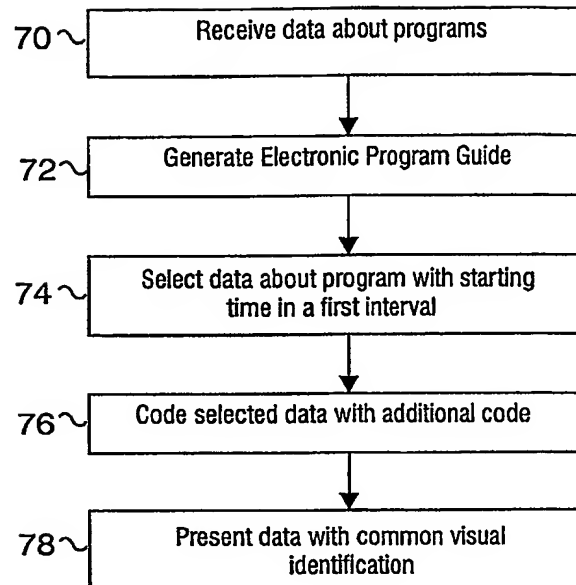 70 Receive data about programs
72 Generate Electronic Program Guide
74 Select data about program with starting
time in a first interval
76 Code selected data with additional code
78 Present data with common visual
identification